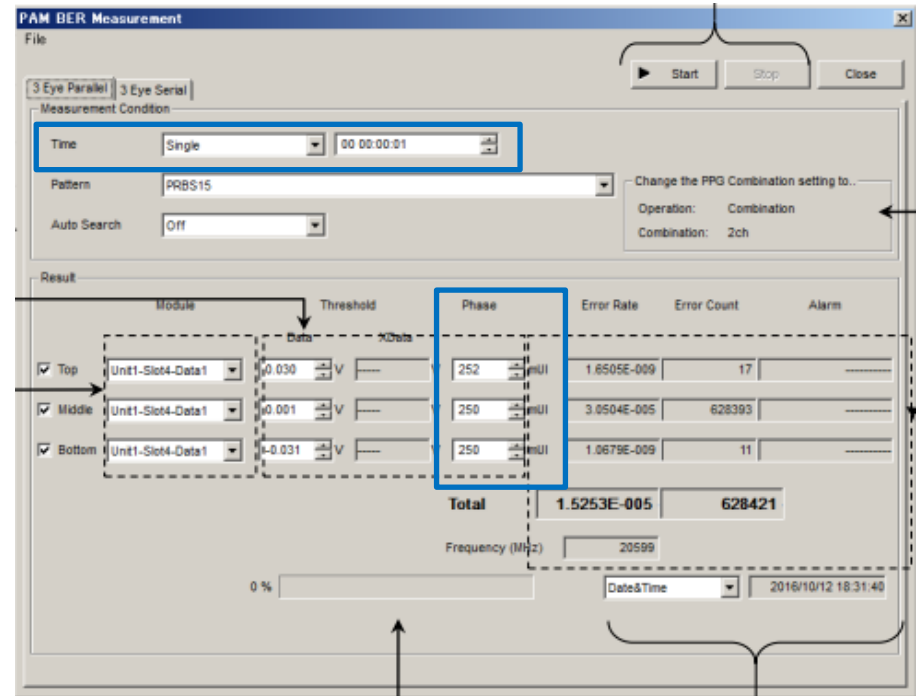 PAM BER Measurement
File
Start Stop Close
3 Eye Parallel 3 Eye Serial
Measurement Condition
Time Single 00 00:00:01
Pattern PRBS15
Change the PPG Combination setting to..
Operation: Combination
Auto Search Off
Combination: 2ch
Result
Module Threshold Phase Error Rate Error Count Alarm
Data XData
Top Unit1-Slot4-Data1 0.030 V ----- V 252 mUI 1.6505E-009 17 ----------
Middle Unit1-Slot4-Data1 0.001 V ----- V 250 mUI 3.0504E-005 628393 ----------
Bottom Unit1-Slot4-Data1 -0.031 V ----- V 250 mUI 1.0679E-009 11 ----------
Total 1.5253E-005 628421
Frequency (MHz) 20599
0 % Date&Time 2016/10/12 18:31:40